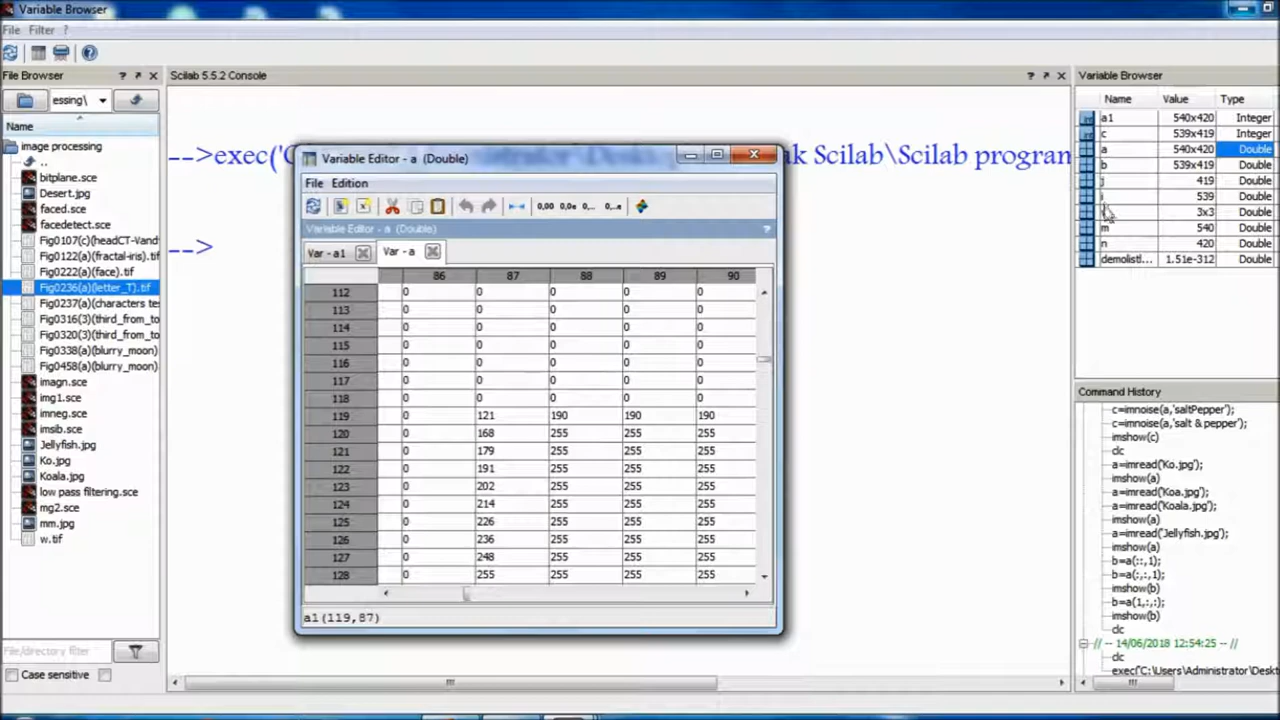 Variable Browser
File Filter ?
File Browser ? ↗ ✕
essing\
Name
image processing
..
bitplane.sce
Desert.jpg
faced.sce
facedetect.sce
Fig0107(c)(headCT-Vandı
Fig0122(a)(fractal-iris).tif
Fig0222(a)(face).tif
Fig0236(a)(letter_T).tif
Fig0237(a)(characters te
Fig0316(3)(third_from_to
Fig0320(3)(third_from_to
Fig0338(a)(blurry_moon)
Fig0458(a)(blurry_moon)
imagn.sce
img1.sce
imneg.sce
imsib.sce
Jellyfish.jpg
Ko.jpg
Koala.jpg
low pass filtering.sce
mg2.sce
mm.jpg
w.tif
File/directory filter
Case sensitive
Scilab 5.5.2 Console ? ↗ ✕
-->exec('C
\Desktop
ak Scilab\Scilab program
-->
Variable Editor - a (Double)
File Edition
0,00 0,0e 0,.. 0,..e
Variable Editor - a (Double) ?
Var - a1 Var - a
86 87 88 89 90
112 0 0 0 0 0
113 0 0 0 0 0
114 0 0 0 0 0
115 0 0 0 0 0
116 0 0 0 0 0
117 0 0 0 0 0
118 0 0 0 0 0
119 0 121 190 190 190
120 0 168 255 255 255
121 0 179 255 255 255
122 0 191 255 255 255
123 0 202 255 255 255
124 0 214 255 255 255
125 0 226 255 255 255
126 0 236 255 255 255
127 0 248 255 255 255
128 0 255 255 255 255
a1(119,87)
Variable Browser
Name Value Type
a1 540x420 Integer
c 539x419 Integer
a 540x420 Double
b 539x419 Double
j 419 Double
i 539 Double
3x3 Double
m 540 Double
n 420 Double
demolistl... 1.51e-312 Double
Command History
c=imnoise(a,'saltPepper');
c=imnoise(a,'salt & pepper');
imshow(c)
clc
a=imread('Ko.jpg');
imshow(a)
a=imread('Koa.jpg');
a=imread('Koala.jpg');
imshow(a)
a=imread('Jellyfish.jpg');
imshow(a)
b=a(::,1);
b=a(:,:,1);
imshow(b)
b=a(1,:,:);
imshow(b)
clc
// -- 14/06/2018 12:54:25 -- //
clc
exec('C:\Users\Administrator\Deskto